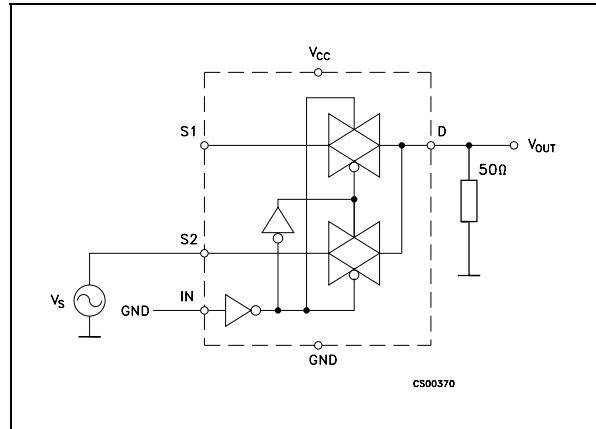 VCC
S1
D
VOUT
50Ω
S2
VS
IN
GND
GND
CS00370